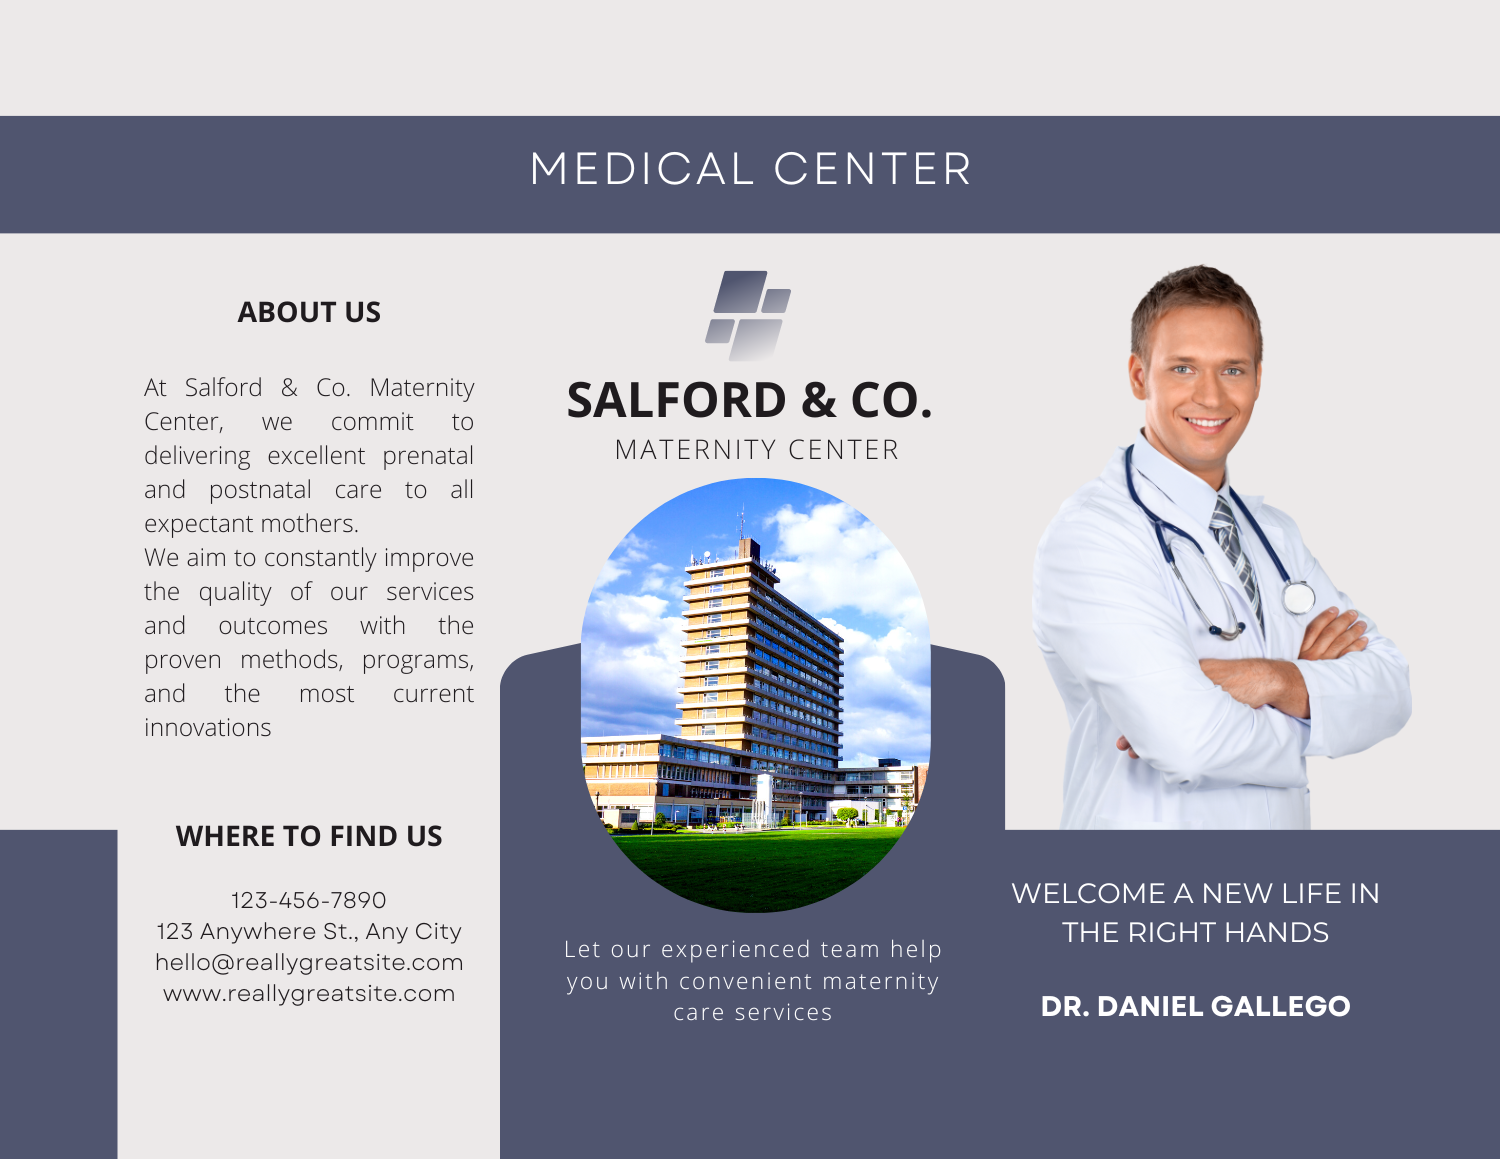 MEDICAL CENTER
ABOUT US
At Salford & Co. Maternity
Center, we commit to
delivering excellent prenatal
and postnatal care to all
expectant mothers.
We aim to constantly improve
the quality of our services
and outcomes with the
proven methods, programs,
and the most current
innovations
WHERE TO FIND US
123-456-7890
123 Anywhere St., Any City
hello@reallygreatsite.com
www.reallygreatsite.com
SALFORD & CO.
MATERNITY CENTER
Let our experienced team help
you with convenient maternity
care services
WELCOME A NEW LIFE IN
THE RIGHT HANDS
DR. DANIEL GALLEGO